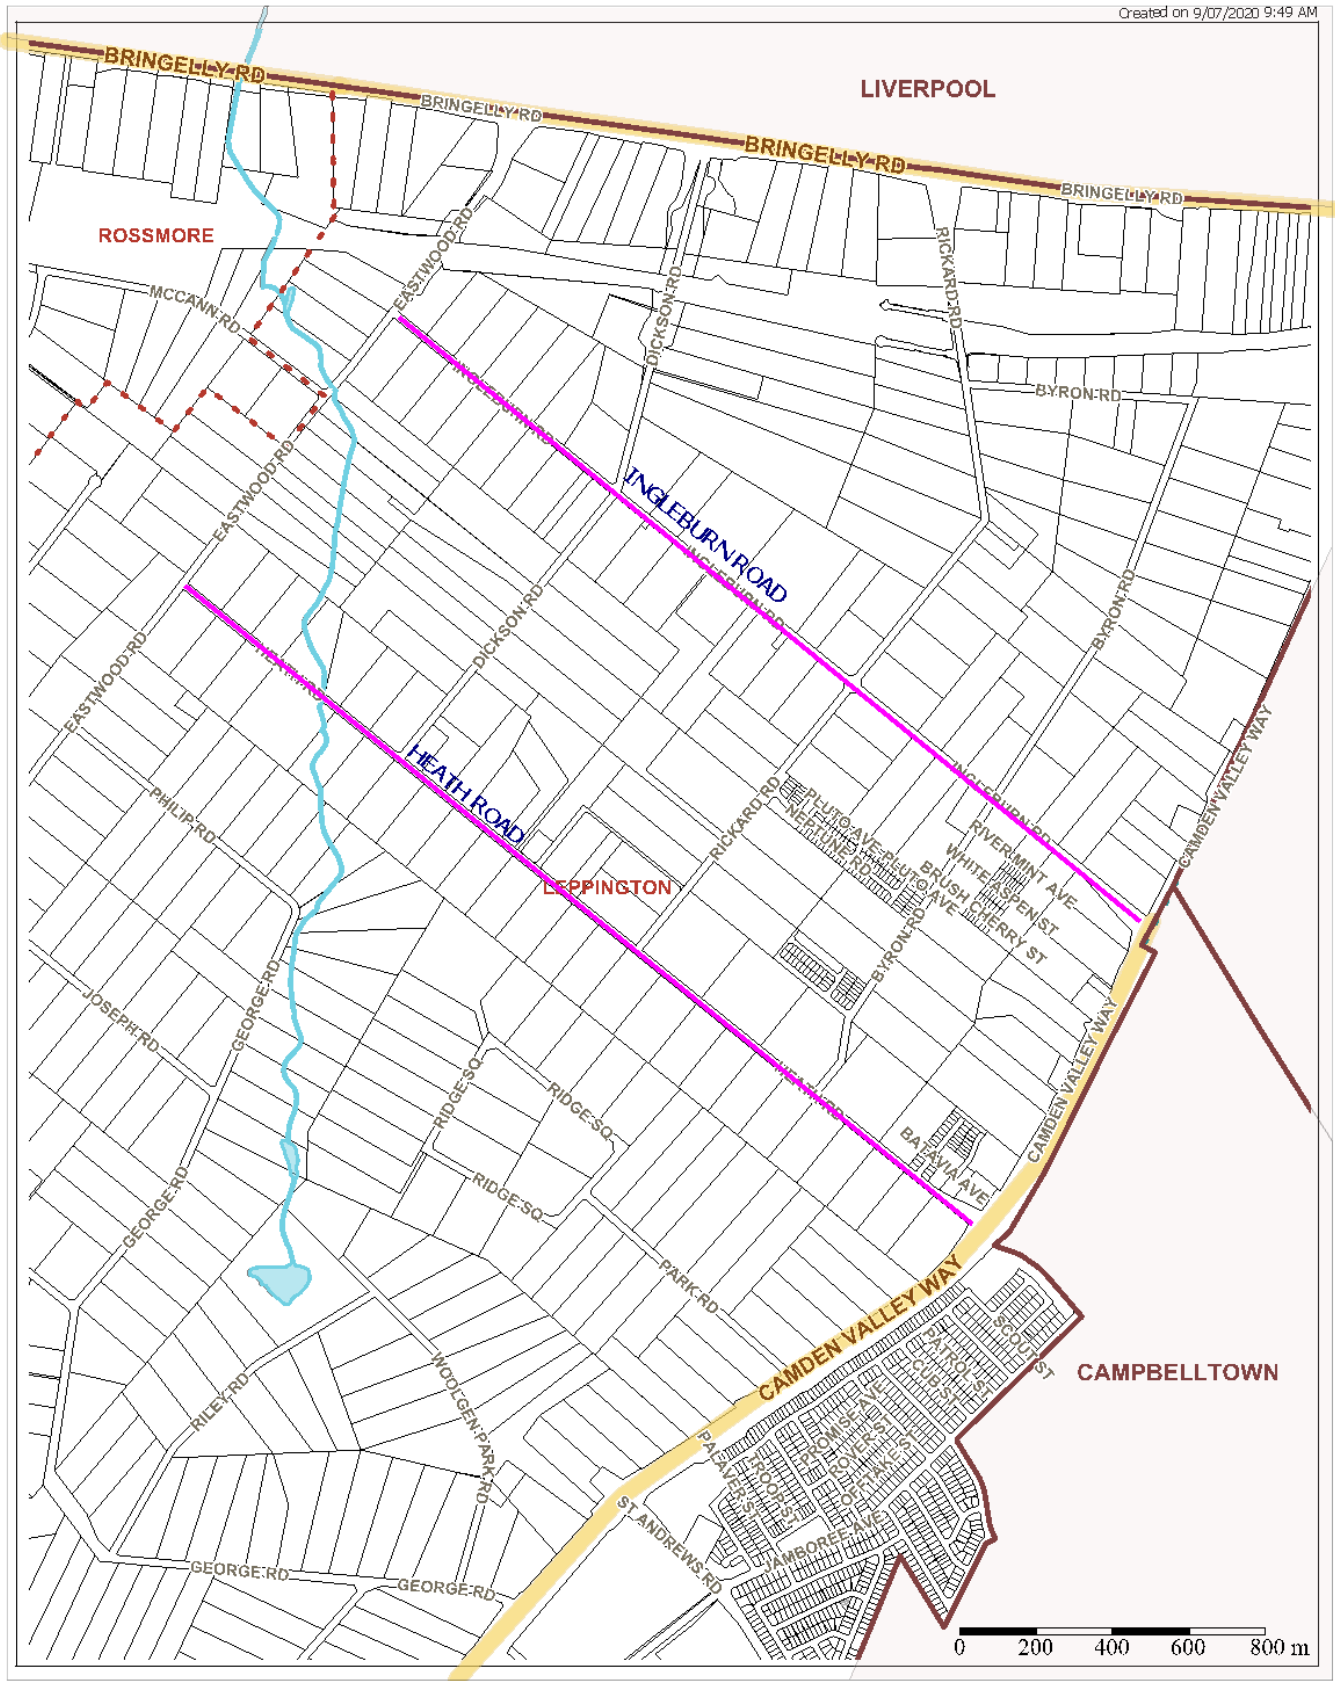 Created on 9/07/2020 9:49 AM
BRINGELLY RD
LIVERPOOL
BRINGELLY RD
BRINGELLY RD
BRINGELLY RD
ROSSMORE
EASTWOOD RD
RICKARD RD
MCCANN RD
DICKSON RD
INGLEBURN RD
BYRON RD
EASTWOOD RD
INGLEBURN ROAD
INGLEBURN RD
DICKSON RD
BYRON RD
HEATH RD
EASTWOOD RD
HEATH ROAD
PHILIP RD
RICKARD RD
INGLEBURN RD
CAMDEN VALLEY WAY
PLUTO AVE
PLUTO AVE
NEPTUNE RD
RIVERMINT AVE
WHITE ASPEN ST
BRUSH CHERRY ST
LEPPINGTON
BYRON RD
JOSEPH RD
GEORGE RD
RIDGE SQ
RIDGE SQ
HEATH RD
CAMDEN VALLEY WAY
BATAVIA AVE
GEORGE RD
RIDGE SQ
PARK RD
CAMDEN VALLEY WAY
SCOUT ST
PATROL ST
CUB ST
CAMPBELLTOWN
RILEY RD
WOOLGEN PARK RD
PROMISE AVE
ROVER ST
OFFTAKE ST
PALAVER ST
TROOP ST
ST ANDREWS RD
JAMBOREE AVE
GEORGE RD
GEORGE RD
0 200 400 600 800 m